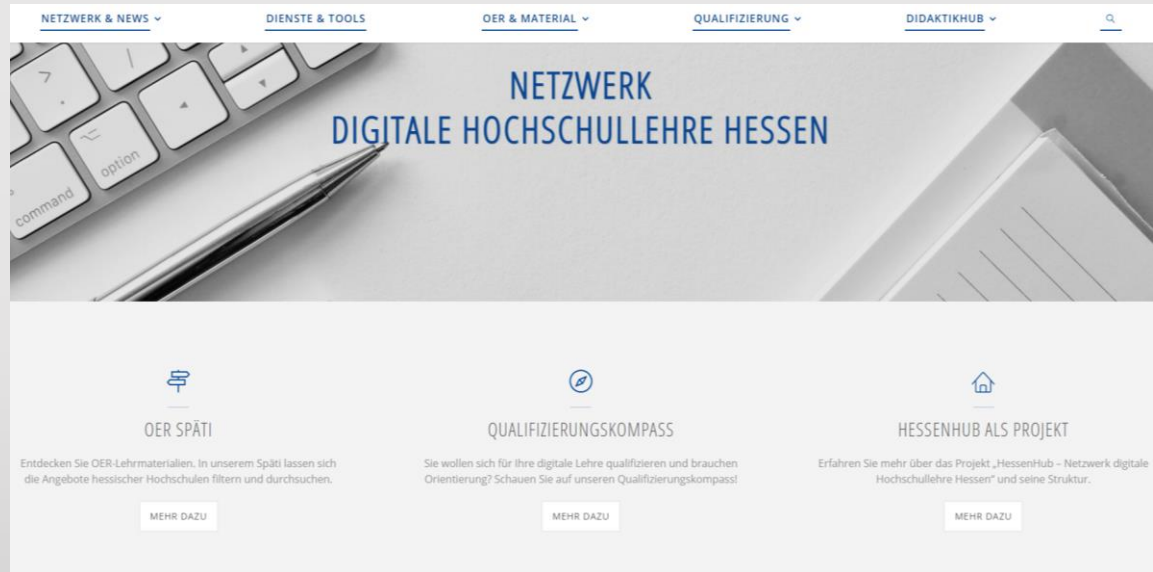 NETZWERK & NEWS
DIENSTE & TOOLS
OER & MATERIAL
QUALIFIZIERUNG
DIDAKTIKHUB
NETZWERK
DIGITALE HOCHSCHULLEHRE HESSEN
option
command
OER SPÄTI
Entdecken Sie OER-Lehrmaterialien. In unserem Späti lassen sich
die Angebote hessischer Hochschulen filtern und durchsuchen.
MEHR DAZU
QUALIFIZIERUNGSKOMPASS
Sie wollen sich für Ihre digitale Lehre qualifizieren und brauchen
Orientierung? Schauen Sie auf unseren Qualifizierungskompass!
MEHR DAZU
HESSENHUB ALS PROJEKT
Erfahren Sie mehr über das Projekt „HessenHub – Netzwerk digitale
Hochschullehre Hessen" und seine Struktur.
MEHR DAZU